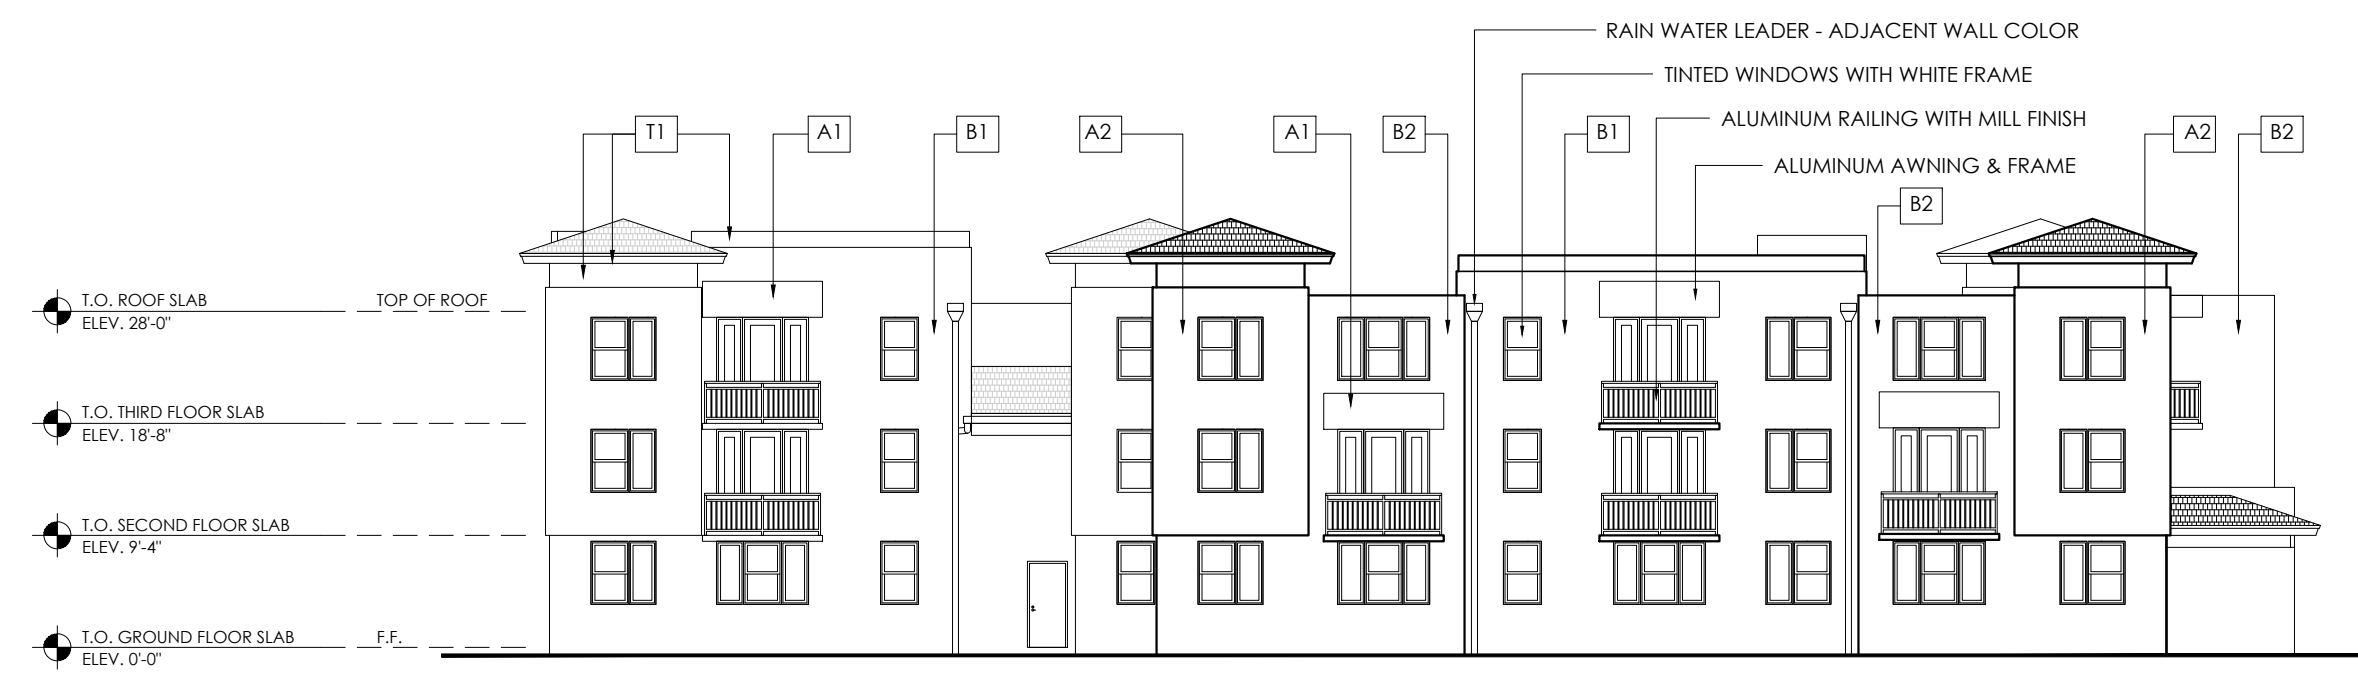 RAIN WATER LEADER - ADJACENT WALL COLOR
TINTED WINDOWS WITH WHITE FRAME
ALUMINUM RAILING WITH MILL FINISH
T1 A1 B1 A2 A1 B2 B1 A2 B2
ALUMINUM AWNING & FRAME
B2
T.O. ROOF SLAB TOP OF ROOF
ELEV. 28'-0"
T.O. THIRD FLOOR SLAB
ELEV. 18'-8"
T.O. SECOND FLOOR SLAB
ELEV. 9'-4"
T.O. GROUND FLOOR SLAB F.F.
ELEV. 0'-0"